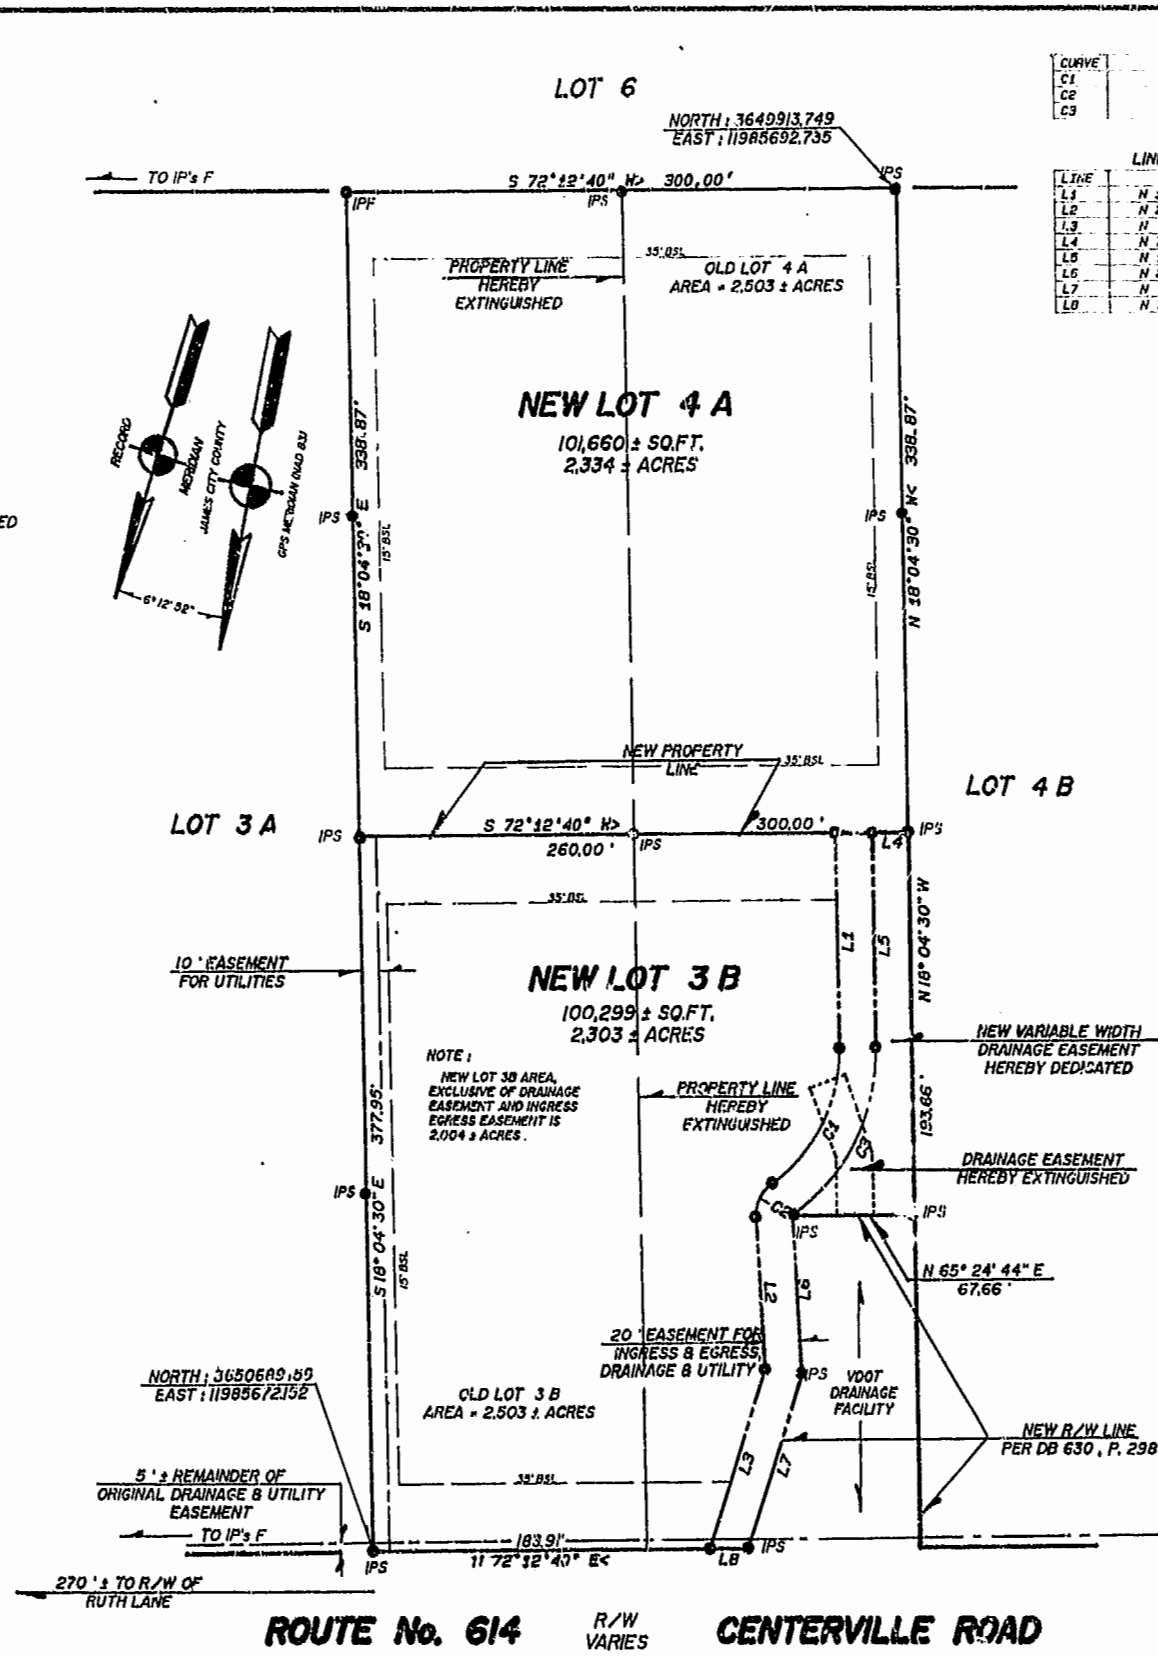 LOT 6
CURVE
C1
C2
C3
NORTH : 3649913.749
EAST : 11985692.735
LINE
L1 N
L2 N
L3 N
L4 N
L5 N
L6 N
L7 N
L8 N
TO IP's F
S 72°12'40" W> 300.00'
IPS
IPF
IPS
35' BSL
PROPERTY LINE
HEREBY
EXTINGUISHED
OLD LOT 4 A
AREA = 2.503 ± ACRES
NEW LOT 4 A
101,660 ± SQ.FT.
2.334 ± ACRES
RECORD
MERIDIAN
JAMES CITY COUNTY
GPS MERIDIAN (NAD 83)
6°12'52"
S 18°04'30" E 338.87'
N 18°04'30" W< 338.87'
IPS
IPS
15' BSL
15' BSL
NEW PROPERTY
LINE
35' BSL
LOT 3 A
LOT 4 B
IPS
S 72°12'40" W> 300.00'
260.00'
IPS
IPS
L4
35' BSL
L1
L5
N 18° 04' 30" W
193.66'
10' EASEMENT
FOR UTILITIES
NEW LOT 3 B
100,299 ± SQ.FT.
2.303 ± ACRES
NOTE :
NEW LOT 3B AREA,
EXCLUSIVE OF DRAINAGE
EASEMENT AND INGRESS
EGRESS EASEMENT IS
2.004 ± ACRES.
NEW VARIABLE WIDTH
DRAINAGE EASEMENT
HEREBY DEDICATED
PROPERTY LINE
HEREBY
EXTINGUISHED
C1
C3
DRAINAGE EASEMENT
HEREBY EXTINGUISHED
S 18° 04' 30" E 377.95'
IPS
C2
IPS
IPS
15' BSL
N 65° 24' 44" E
67.66'
L2
L6
20' EASEMENT FOR
INGRESS & EGRESS,
DRAINAGE & UTILITY
IPS
VDOT
DRAINAGE
FACILITY
NORTH : 3650689.59
EAST : 11985672.152
OLD LOT 3 B
AREA = 2.503 ± ACRES
NEW R/W LINE
PER DB 630, P. 298
L3
L7
35' BSL
5' ± REMAINDER OF
ORIGINAL DRAINAGE & UTILITY
EASEMENT
TO IP's F
183.91'
N 72°12'40" E<
IPS
L8
IPS
270' ± TO R/W OF
RUTH LANE
ROUTE No. 614
R/W
VARIES
CENTERVILLE ROAD